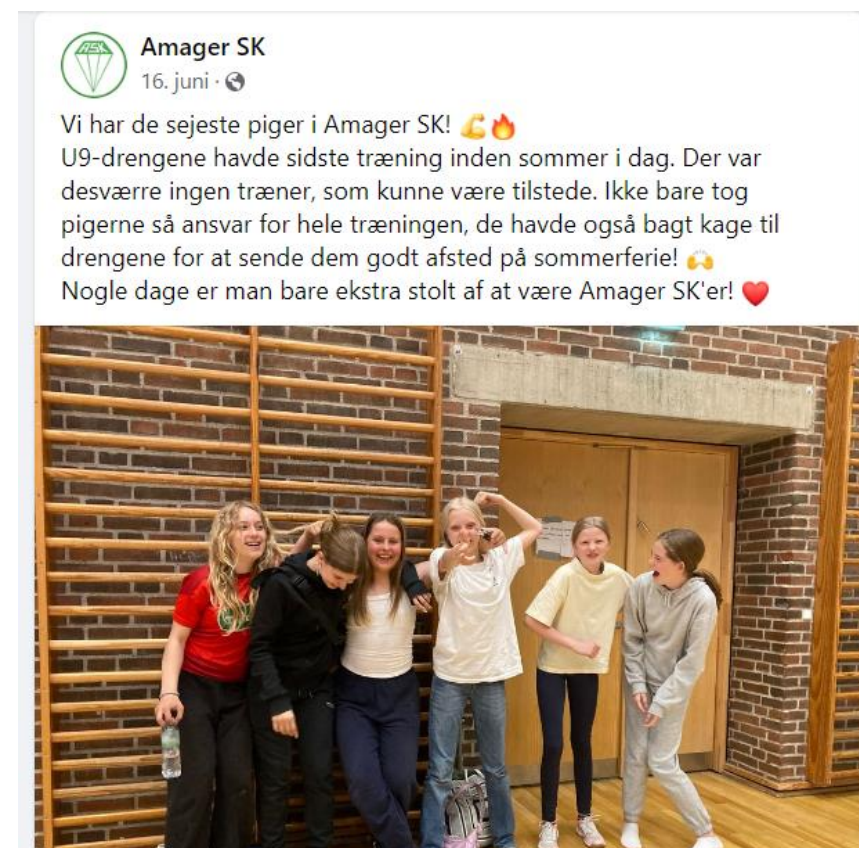 ASK
Amager SK
16. juni ·
Vi har de sejeste piger i Amager SK! 💪🔥
U9-drengene havde sidste træning inden sommer i dag. Der var
desværre ingen træner, som kunne være tilstede. Ikke bare tog
pigerne så ansvar for hele træningen, de havde også bagt kage til
drengene for at sende dem godt afsted på sommerferie! 🙌
Nogle dage er man bare ekstra stolt af at være Amager SK'er! ♥️